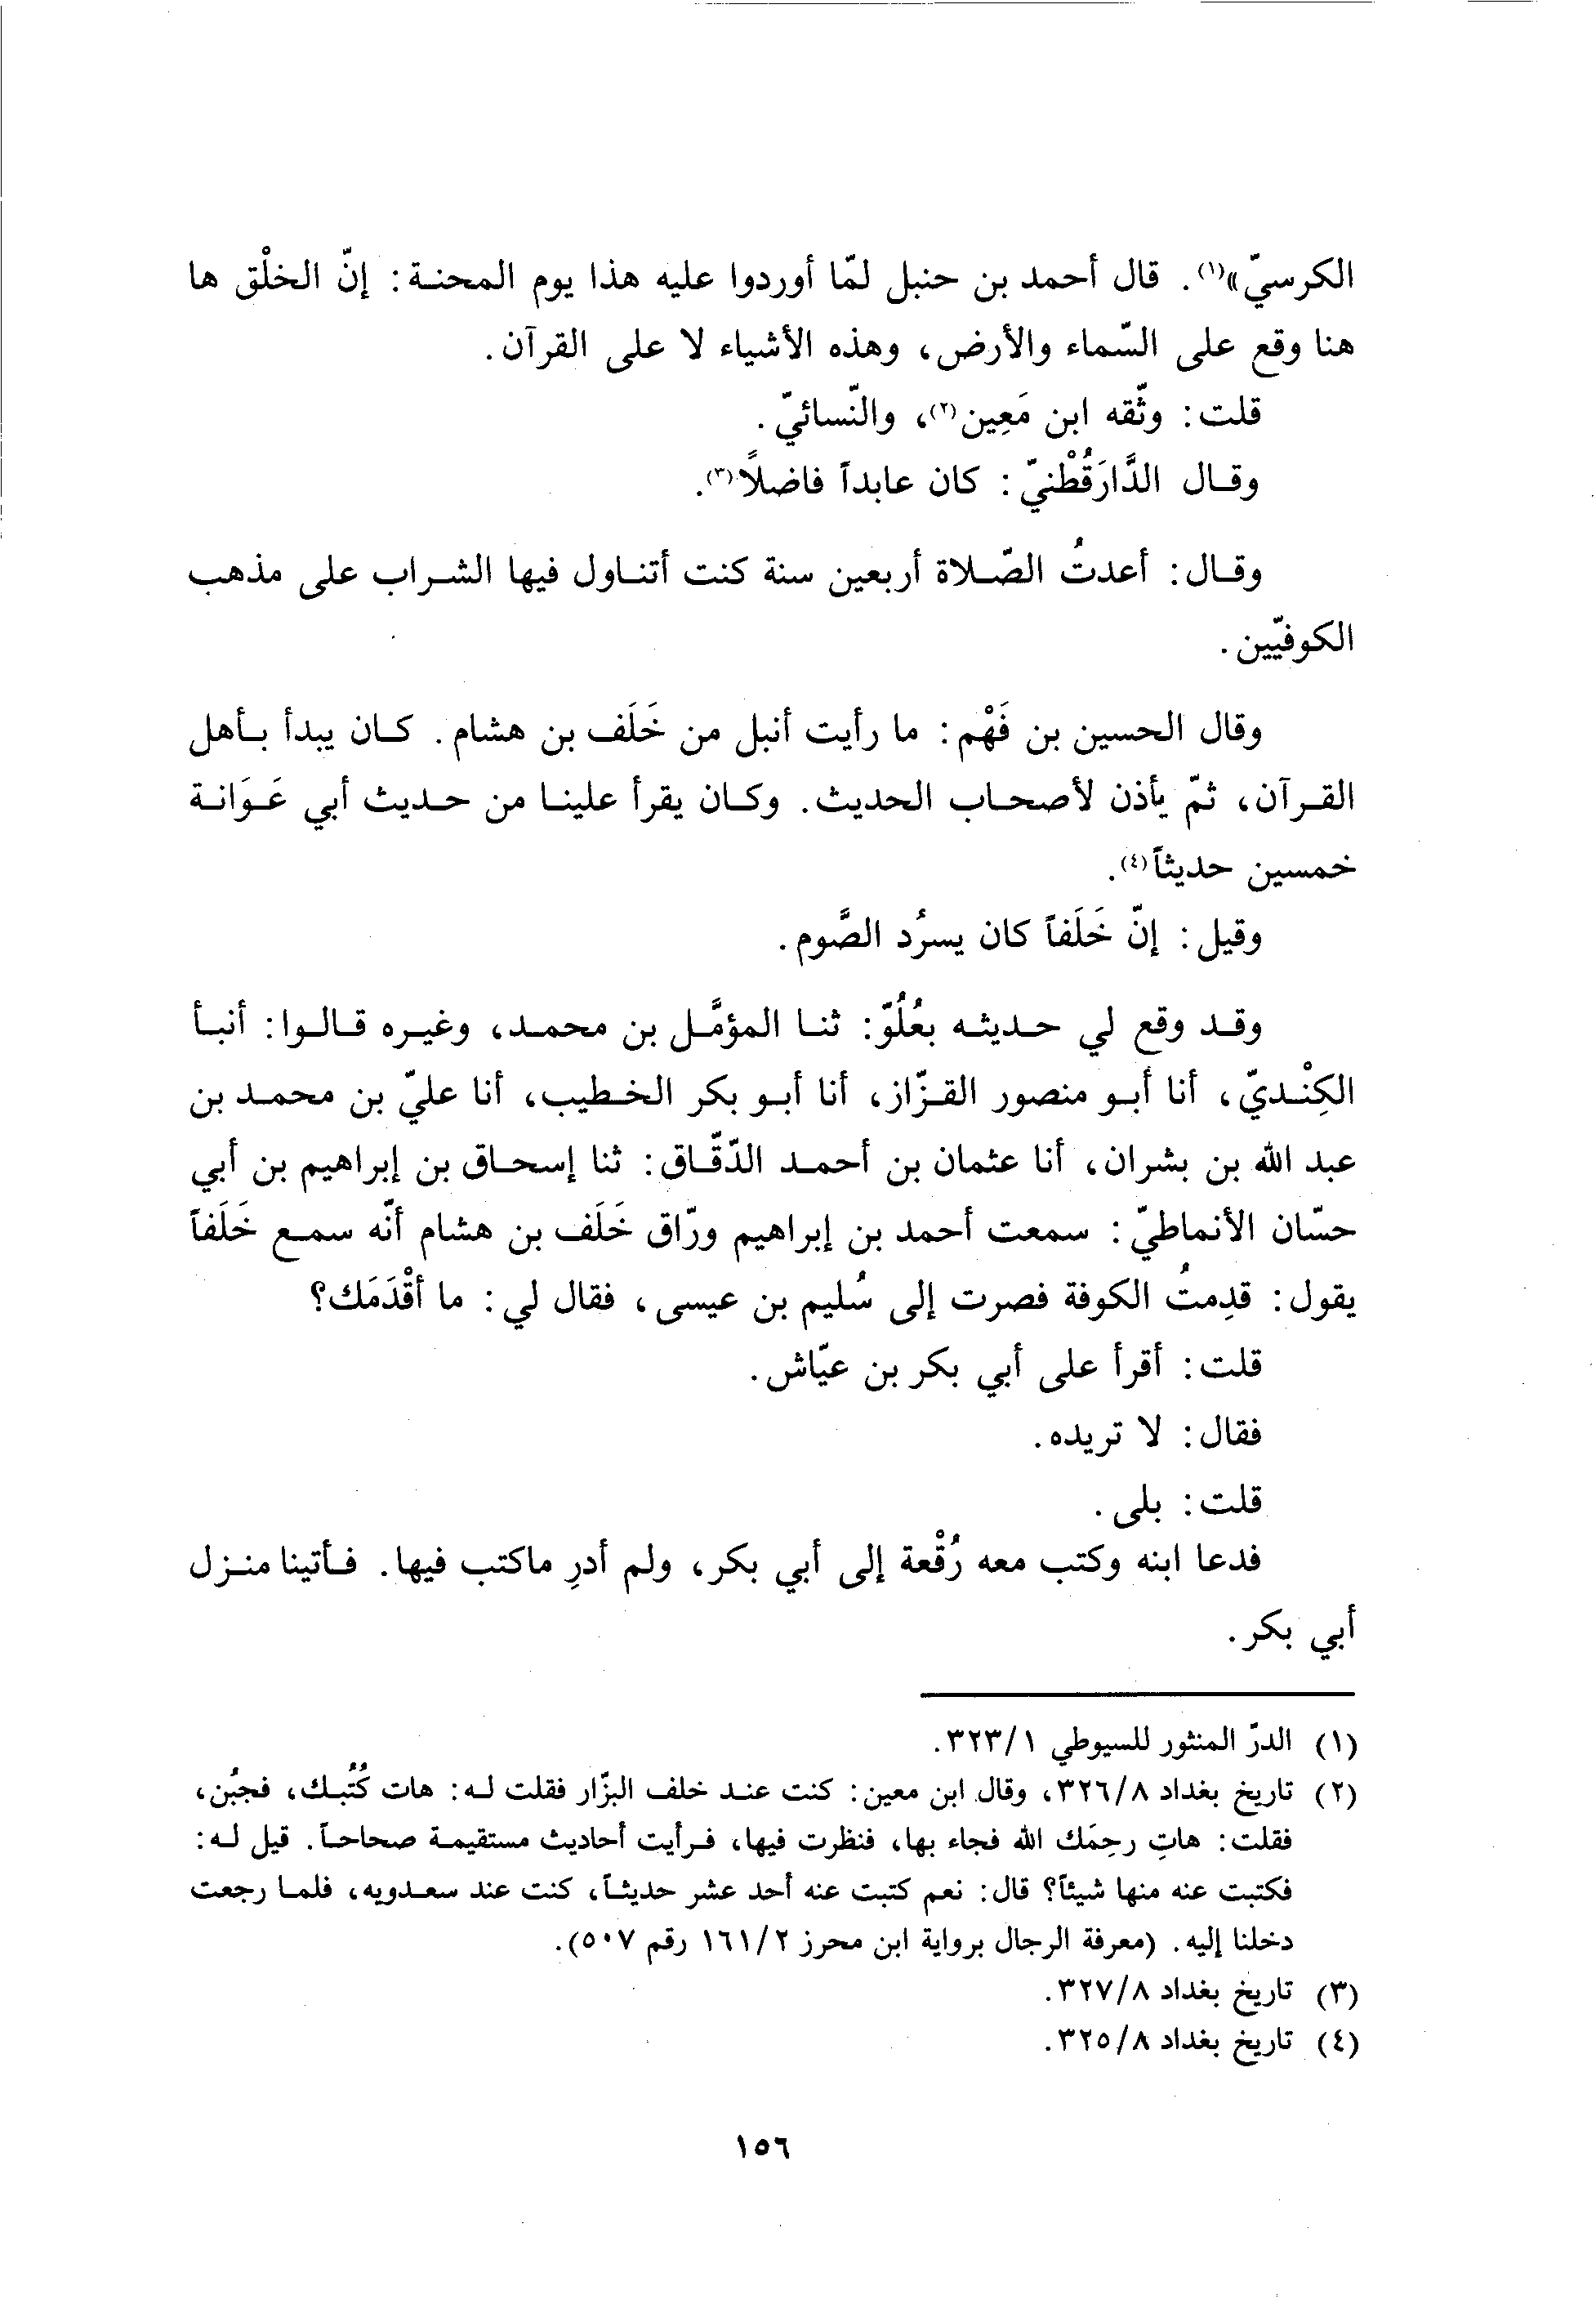 الكرسيّ»(١). قال أحمد بن حنبل لمّا أوردوا عليه هذا يوم المحنة: إنّ الخلْق ها
هنا وقع على السّماء والأرض، وهذه الأشياء لا على القرآن.
قلت: وثّقه ابن مَعِين(٢)، والنّسائيّ.
وقال الدَّارَقُطْنيّ: كان عابداً فاضلاً(٣).
وقال: أعدتُ الصّلاة أربعين سنة كنت أتناول فيها الشراب على مذهب
الكوفيّين.
وقال الحسين بن فَهْم: ما رأيت أنبل من خَلَف بن هشام. كان يبدأ بأهل
القرآن، ثمّ يأذن لأصحاب الحديث. وكان يقرأ علينا من حديث أبي عَوَانة
خمسين حديثاً(٤).
وقيل: إنّ خَلَفاً كان يسرُد الصَّوم.
وقد وقع لي حديثه بعُلُوّ: ثنا المؤمَّل بن محمد، وغيره قالوا: أنبأ
الكِنْديّ، أنا أبو منصور القزّاز، أنا أبو بكر الخطيب، أنا عليّ بن محمد بن
عبد الله بن بشران، أنا عثمان بن أحمد الدّقّاق: ثنا إسحاق بن إبراهيم بن أبي
حسّان الأنماطيّ: سمعت أحمد بن إبراهيم ورّاق خَلَف بن هشام أنّه سمع خَلَفاً
يقول: قدِمتُ الكوفة فصرت إلى سُليم بن عيسى، فقال لي: ما أقْدَمَك؟
قلت: أقرأ على أبي بكر بن عيّاش.
فقال: لا تريده.
قلت: بلى.
فدعا ابنه وكتب معه رُقْعة إلى أبي بكر، ولم أدرِ ماكتب فيها. فأتينا منزل
أبي بكر.
(١) الدرّ المنثور للسيوطي ٣٢٣/١.
(٢) تاريخ بغداد ٣٢٦/٨، وقال ابن معين: كنت عند خلف البزّار فقلت له: هات كُتُبك، فجبُن،
فقلت: هاتِ رحِمَك الله فجاء بها، فنظرت فيها، فرأيت أحاديث مستقيمة صحاحاً. قيل له:
فكتبت عنه منها شيئاً؟ قال: نعم كتبت عنه أحد عشر حديثاً، كنت عند سعدويه، فلما رجعت
دخلنا إليه. (معرفة الرجال برواية ابن محرز ١٦١/٢ رقم ٥٠٧).
(٣) تاريخ بغداد ٣٢٧/٨.
(٤) تاريخ بغداد ٣٢٥/٨.
١٥٦